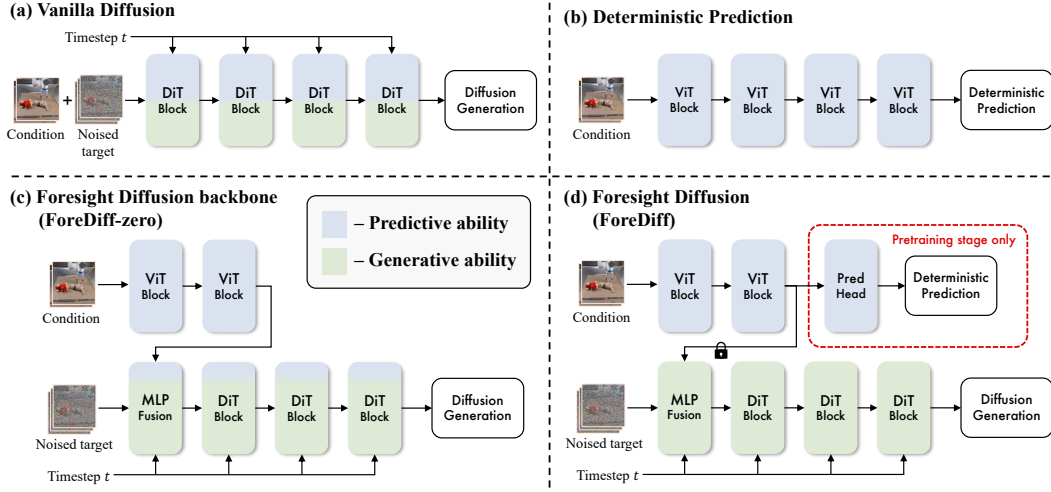 (a) Vanilla Diffusion
Timestep t
Condition
+
Noised
target
DiT
Block
DiT
Block
DiT
Block
DiT
Block
Diffusion
Generation
(b) Deterministic Prediction
Condition
ViT
Block
ViT
Block
ViT
Block
ViT
Block
Deterministic
Prediction
(c) Foresight Diffusion backbone
(ForeDiff-zero)
– Predictive ability
– Generative ability
Condition
ViT
Block
ViT
Block
Noised target
MLP
Fusion
DiT
Block
DiT
Block
DiT
Block
Diffusion
Generation
Timestep t
(d) Foresight Diffusion
(ForeDiff)
Pretraining stage only
Condition
ViT
Block
ViT
Block
Pred
Head
Deterministic
Prediction
Noised target
MLP
Fusion
DiT
Block
DiT
Block
DiT
Block
Diffusion
Generation
Timestep t